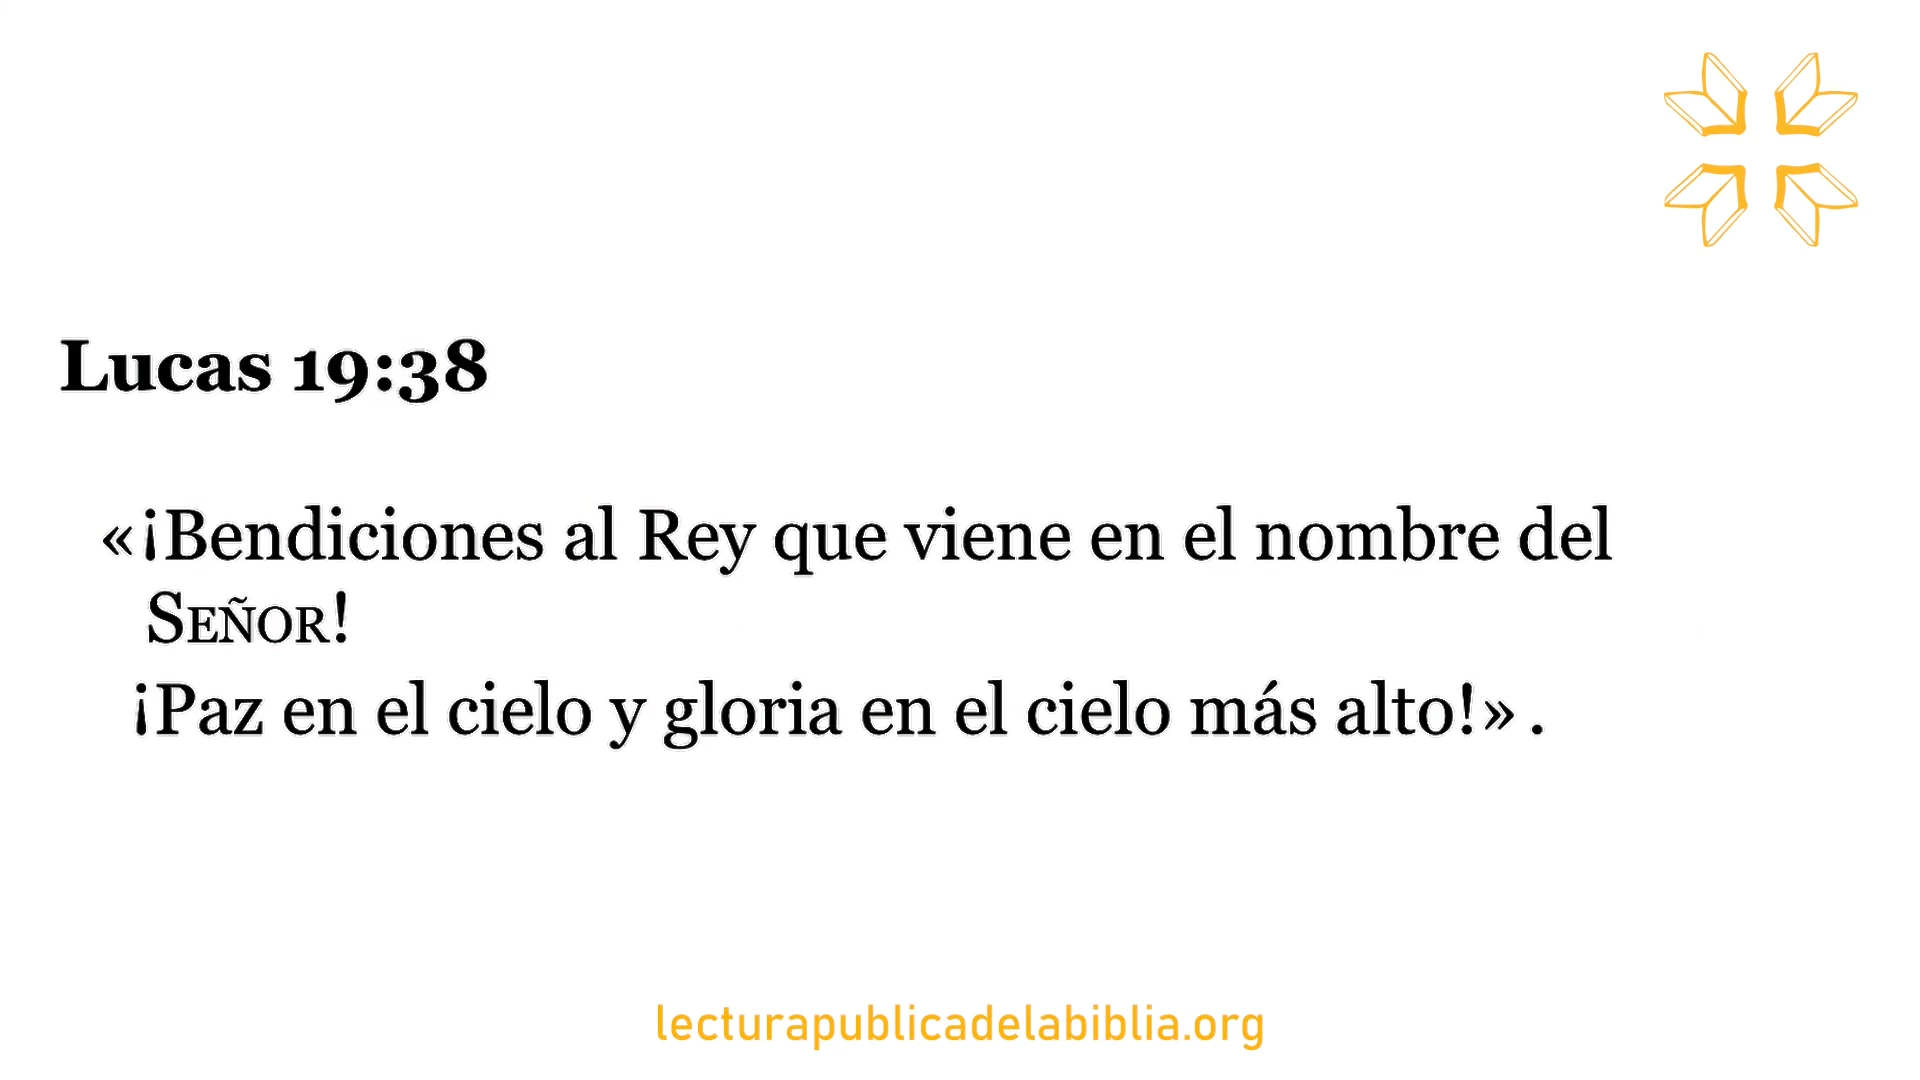 Lucas 19:38
«¡Bendiciones al Rey que viene en el nombre del
SEÑOR!
¡Paz en el cielo y gloria en el cielo más alto!» .
lecturapublicadelabiblia.org